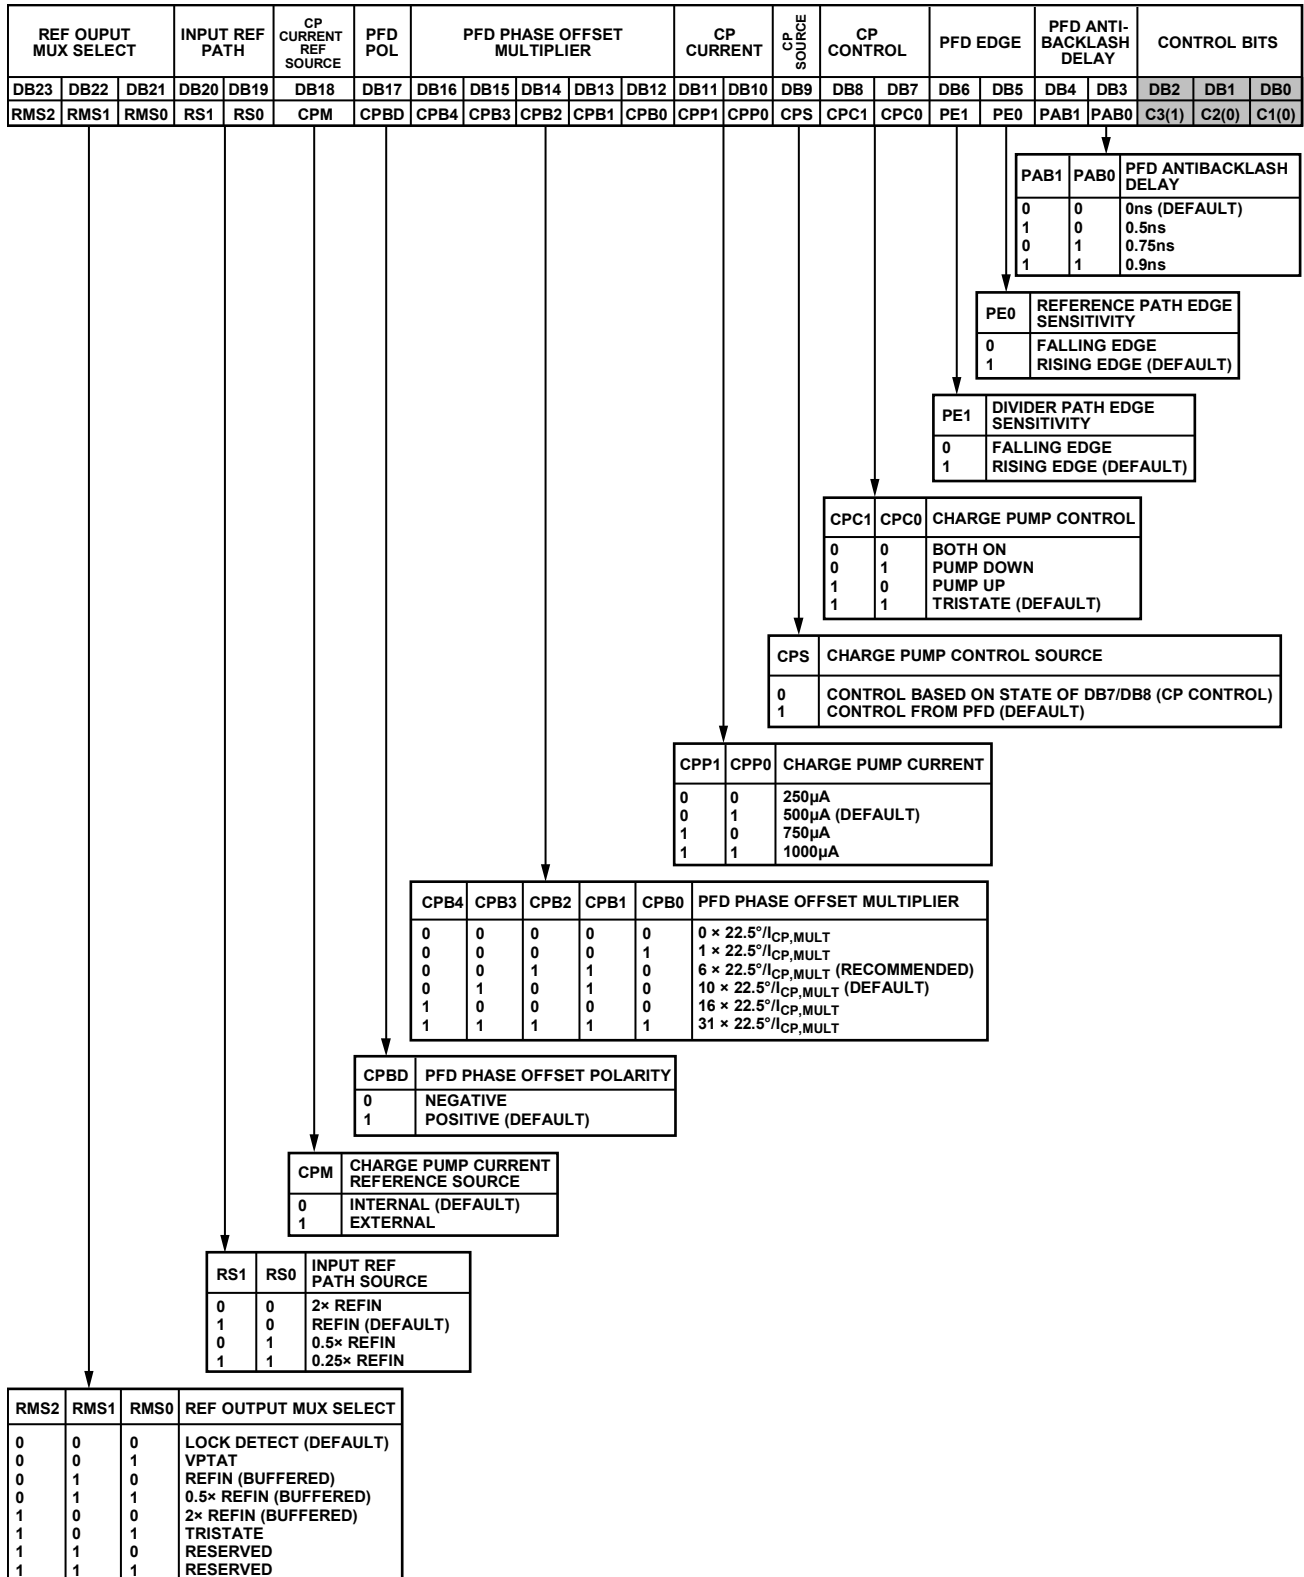 REF OUPUT MUX SELECT | INPUT REF PATH | CP CURRENT REF SOURCE | PFD POL | PFD PHASE OFFSET MULTIPLIER | CP CURRENT | CP SOURCE | CP CONTROL | PFD EDGE | PFD ANTI-BACKLASH DELAY | CONTROL BITS
DB23 DB22 DB21 DB20 DB19 DB18 DB17 DB16 DB15 DB14 DB13 DB12 DB11 DB10 DB9 DB8 DB7 DB6 DB5 DB4 DB3 DB2 DB1 DB0
RMS2 RMS1 RMS0 RS1 RS0 CPM CPBD CPB4 CPB3 CPB2 CPB1 CPB0 CPP1 CPP0 CPS CPC1 CPC0 PE1 PE0 PAB1 PAB0 C3(1) C2(0) C1(0)
PAB1 PAB0 PFD ANTIBACKLASH DELAY
0 0 0ns (DEFAULT)
1 0 0.5ns
0 1 0.75ns
1 1 0.9ns
PE0 REFERENCE PATH EDGE SENSITIVITY
0 FALLING EDGE
1 RISING EDGE (DEFAULT)
PE1 DIVIDER PATH EDGE SENSITIVITY
0 FALLING EDGE
1 RISING EDGE (DEFAULT)
CPC1 CPC0 CHARGE PUMP CONTROL
0 0 BOTH ON
0 1 PUMP DOWN
1 0 PUMP UP
1 1 TRISTATE (DEFAULT)
CPS CHARGE PUMP CONTROL SOURCE
0 CONTROL BASED ON STATE OF DB7/DB8 (CP CONTROL)
1 CONTROL FROM PFD (DEFAULT)
CPP1 CPP0 CHARGE PUMP CURRENT
0 0 250µA
0 1 500µA (DEFAULT)
1 0 750µA
1 1 1000µA
CPB4 CPB3 CPB2 CPB1 CPB0 PFD PHASE OFFSET MULTIPLIER
0 0 0 0 0 0 × 22.5°/ICP,MULT
0 0 0 0 1 1 × 22.5°/ICP,MULT
0 0 1 1 0 6 × 22.5°/ICP,MULT (RECOMMENDED)
0 1 0 1 0 10 × 22.5°/ICP,MULT (DEFAULT)
1 0 0 0 0 16 × 22.5°/ICP,MULT
1 1 1 1 1 31 × 22.5°/ICP,MULT
CPBD PFD PHASE OFFSET POLARITY
0 NEGATIVE
1 POSITIVE (DEFAULT)
CPM CHARGE PUMP CURRENT REFERENCE SOURCE
0 INTERNAL (DEFAULT)
1 EXTERNAL
RS1 RS0 INPUT REF PATH SOURCE
0 0 2× REFIN
1 0 REFIN (DEFAULT)
0 1 0.5× REFIN
1 1 0.25× REFIN
RMS2 RMS1 RMS0 REF OUTPUT MUX SELECT
0 0 0 LOCK DETECT (DEFAULT)
0 0 1 VPTAT
0 1 0 REFIN (BUFFERED)
0 1 1 0.5× REFIN (BUFFERED)
1 0 0 2× REFIN (BUFFERED)
1 0 1 TRISTATE
1 1 0 RESERVED
1 1 1 RESERVED